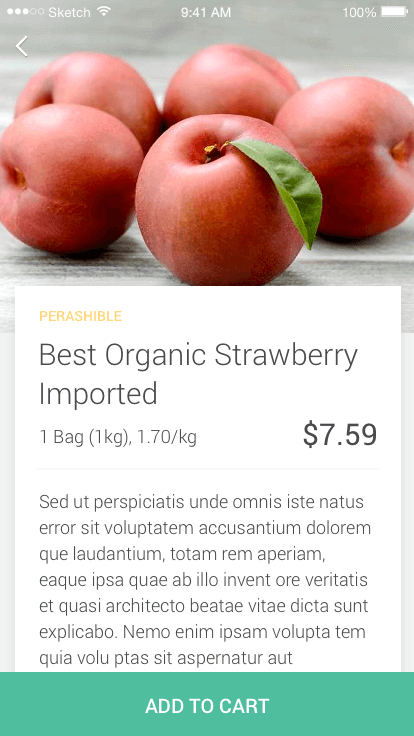 Sketch 9:41 AM 100%
PERASHIBLE
Best Organic Strawberry
Imported
1 Bag (1kg), 1.70/kg $7.59
Sed ut perspiciatis unde omnis iste natus
error sit voluptatem accusantium dolorem
que laudantium, totam rem aperiam,
eaque ipsa quae ab illo invent ore veritatis
et quasi architecto beatae vitae dicta sunt
explicabo. Nemo enim ipsam volupta tem
quia volu ptas sit aspernatur aut
ADD TO CART